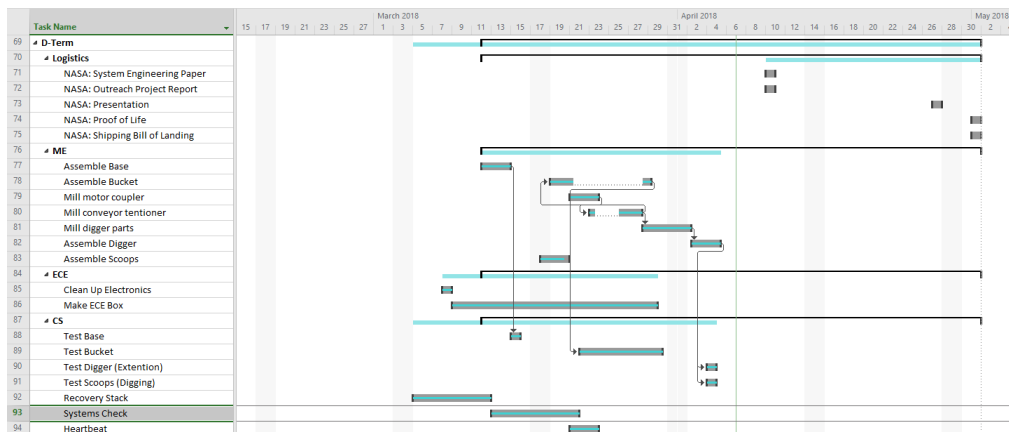 March 2018 April 2018 May 2018
Task Name 15 17 19 21 23 25 27 1 3 5 7 9 11 13 15 17 19 21 23 25 27 29 31 2 4 6 8 10 12 14 16 18 20 22 24 26 28 30 2
69 D-Term
70 Logistics
71 NASA: System Engineering Paper
72 NASA: Outreach Project Report
73 NASA: Presentation
74 NASA: Proof of Life
75 NASA: Shipping Bill of Landing
76 ME
77 Assemble Base
78 Assemble Bucket
79 Mill motor coupler
80 Mill conveyor tentioner
81 Mill digger parts
82 Assemble Digger
83 Assemble Scoops
84 ECE
85 Clean Up Electronics
86 Make ECE Box
87 CS
88 Test Base
89 Test Bucket
90 Test Digger (Extention)
91 Test Scoops (Digging)
92 Recovery Stack
93 Systems Check
94 Heartbeat